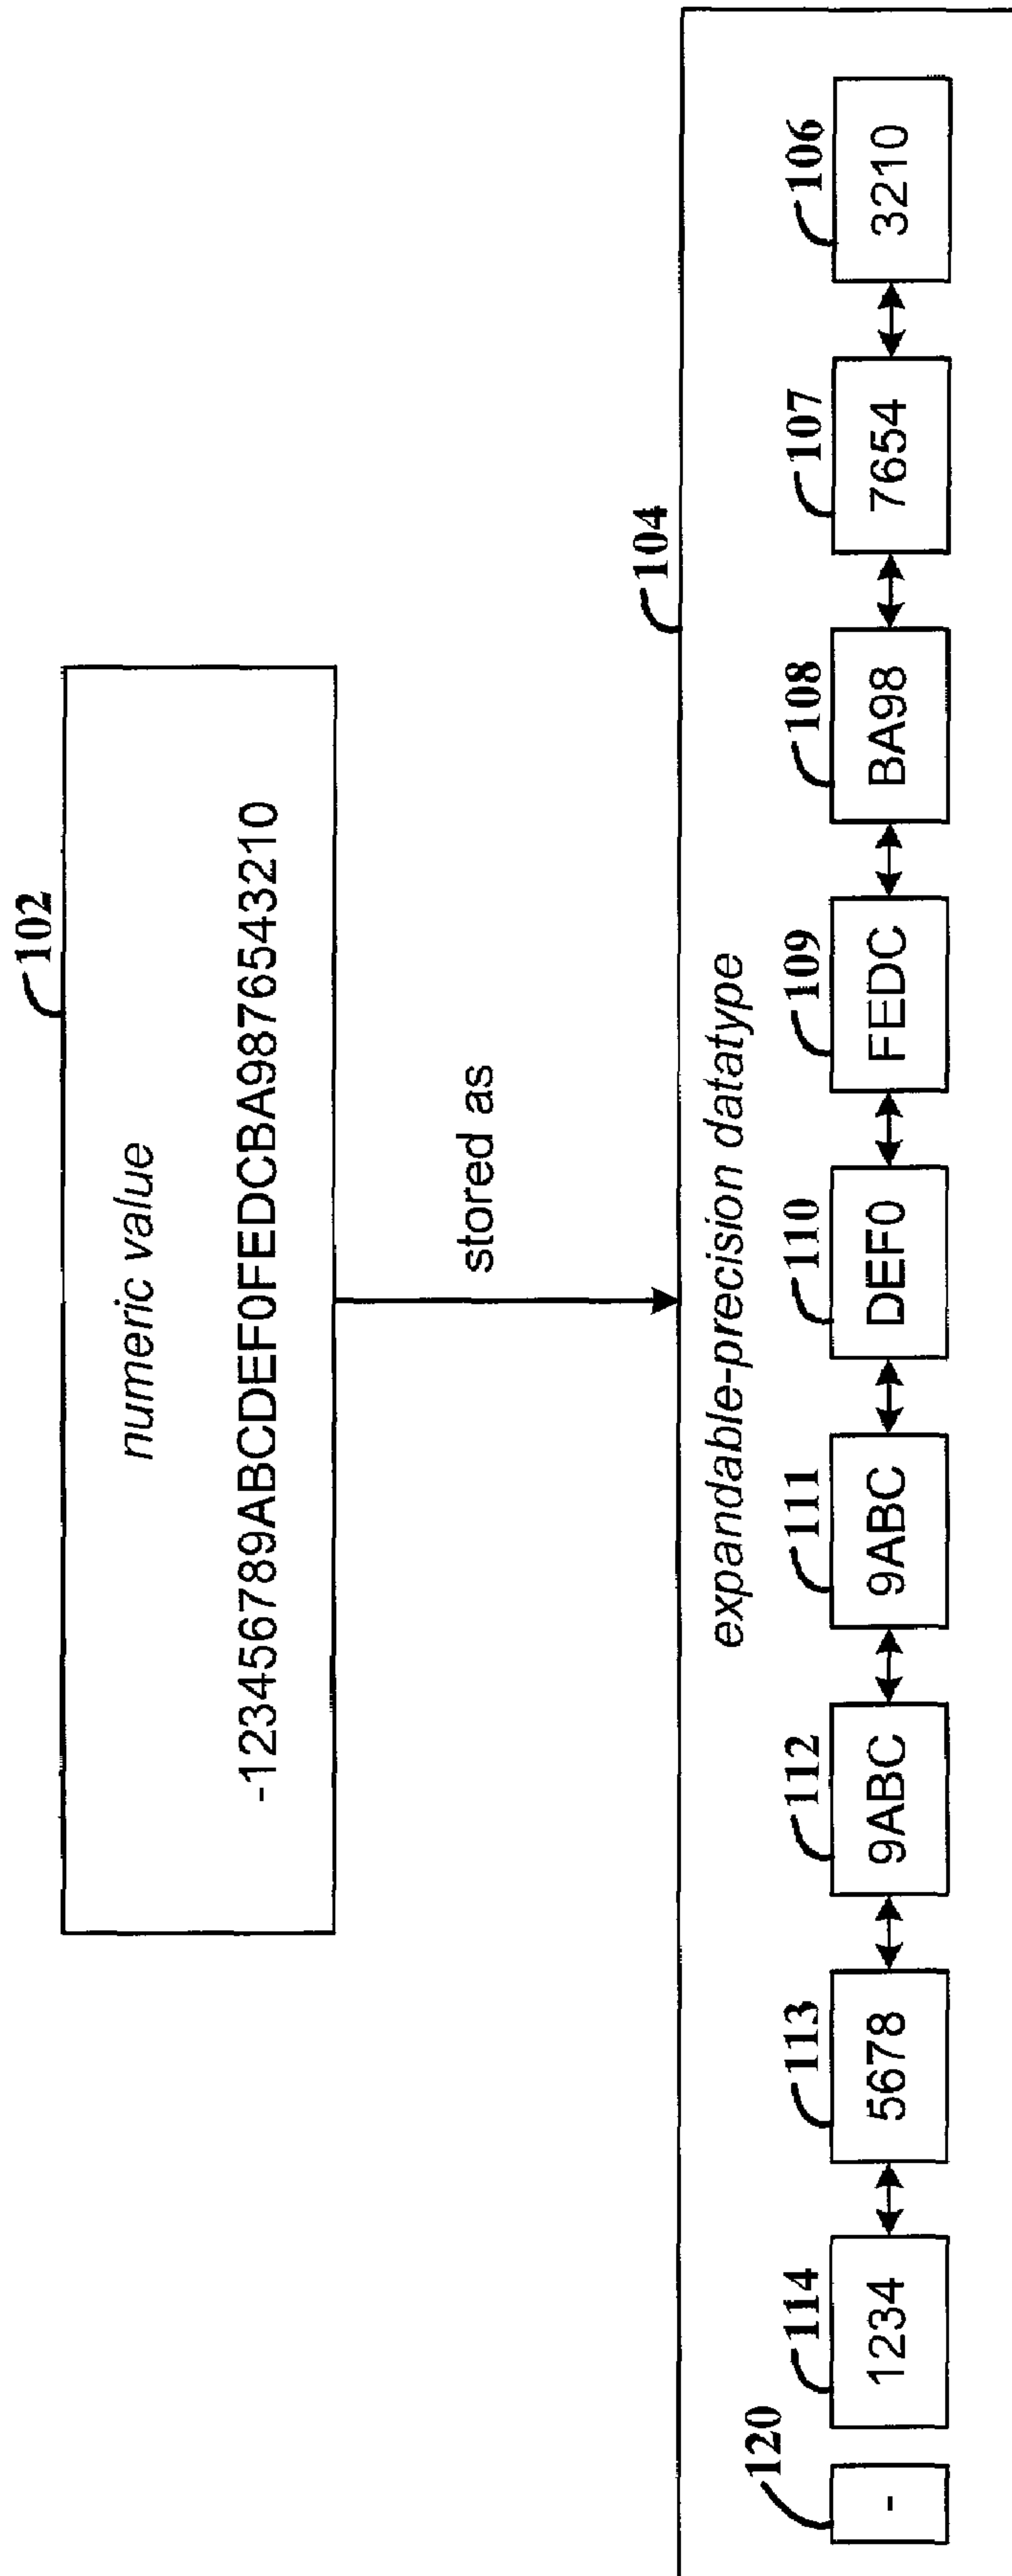 102
numeric value
-123456789ABCDEF0FEDCBA9876543210
stored as
104
expandable-precision datatype
120
114
113
112
111
110
109
108
107
106
-
1234
5678
9ABC
9ABC
DEF0
FEDC
BA98
7654
3210